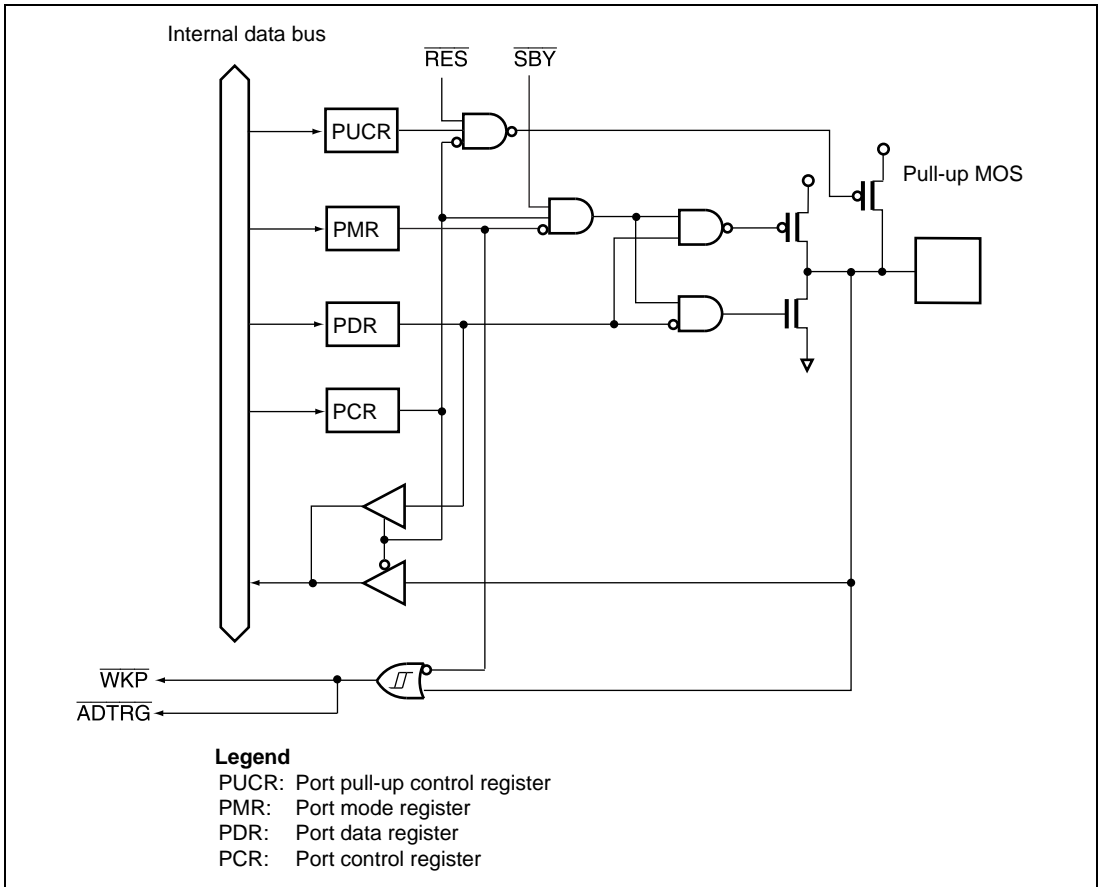 Internal data bus
RES
SBY
PUCR
Pull-up MOS
PMR
PDR
PCR
WKP
ADTRG
Legend
PUCR: Port pull-up control register
PMR: Port mode register
PDR: Port data register
PCR: Port control register